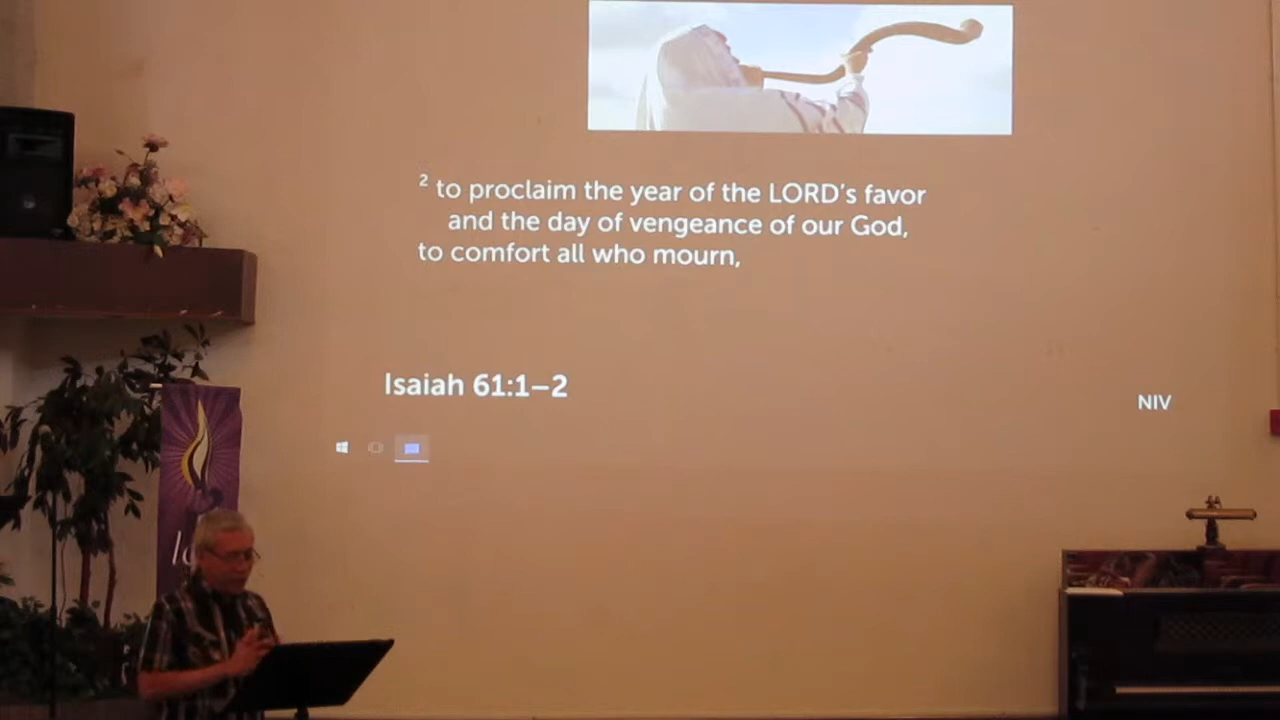 ² to proclaim the year of the LORD's favor
and the day of vengeance of our God,
to comfort all who mourn,
Isaiah 61:1–2
NIV